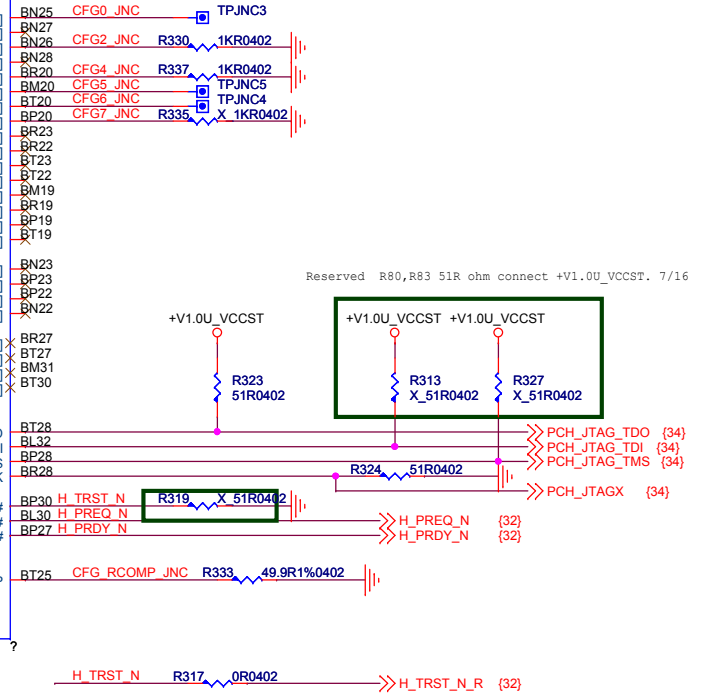 BN25 CFG0_JNC TPJNC3
BN27
BN26 CFG2_JNC R330 1KR0402
BN28
BR20 CFG4_JNC R337 1KR0402
BM20 CFG5_JNC TPJNC5
BT20 CFG6_JNC TPJNC4
BP20 CFG7_JNC R335 X_1KR0402
BR23
BR22
BT23
BT22
BM19
BR19
BP19
BT19
BN23
BP23
BP22
BN22
Reserved R80,R83 51R ohm connect +V1.0U_VCCST. 7/16
+V1.0U_VCCST +V1.0U_VCCST +V1.0U_VCCST
BR27
BT27
BM31
BT30
R323 R313 R327
51R0402 X_51R0402 X_51R0402
BT28 PCH_JTAG_TDO {34}
BL32 PCH_JTAG_TDI {34}
BP28 PCH_JTAG_TMS {34}
BR28 R324 51R0402
PCH_JTAGX {34}
BP30 H_TRST_N R319 X_51R0402
BL30 H_PREQ_N H_PREQ_N {32}
BP27 H_PRDY_N H_PRDY_N {32}
BT25 CFG_RCOMP_JNC R333 49.9R1%0402
?
H_TRST_N R317 0R0402 H_TRST_N_R {32}